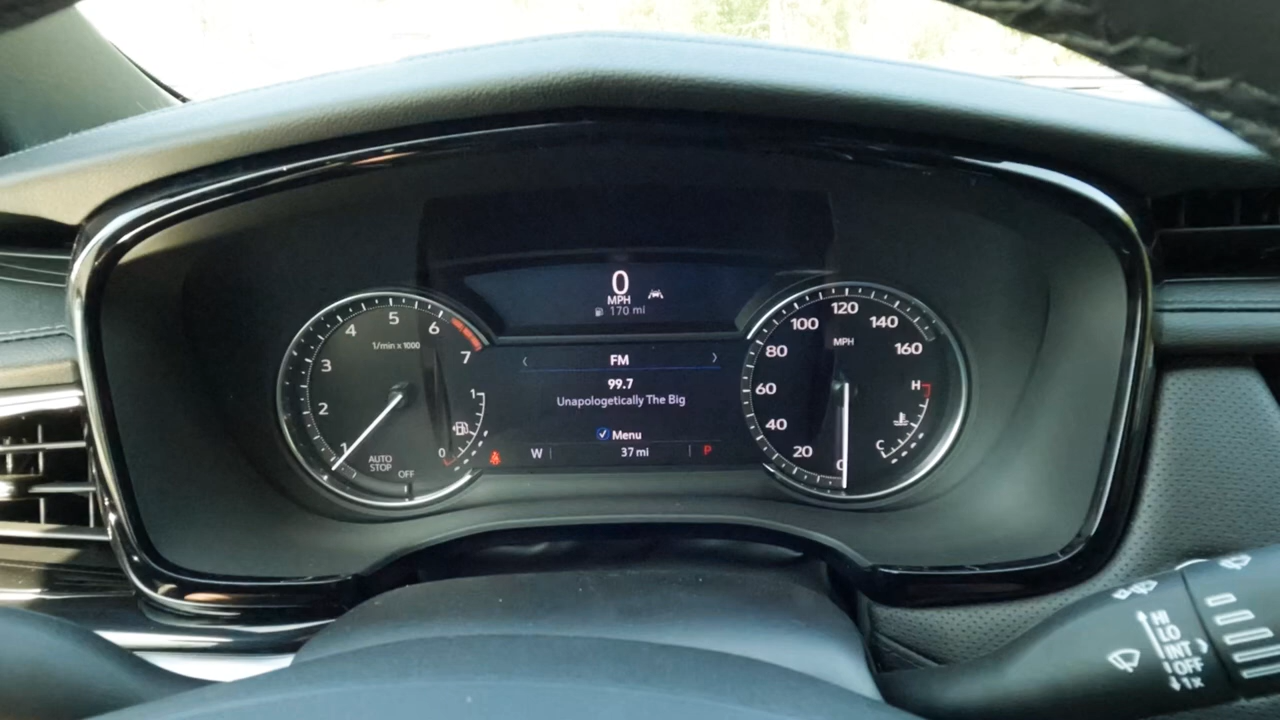 0
MPH
170 mi
FM
99.7
Unapologetically The Big
Menu
W
37 mi
P
1/min x 1000
1
2
3
4
5
6
7
AUTO
STOP
OFF
1
0
MPH
0
20
40
60
80
100
120
140
160
H
C
HI
LO
INT
OFF
1x